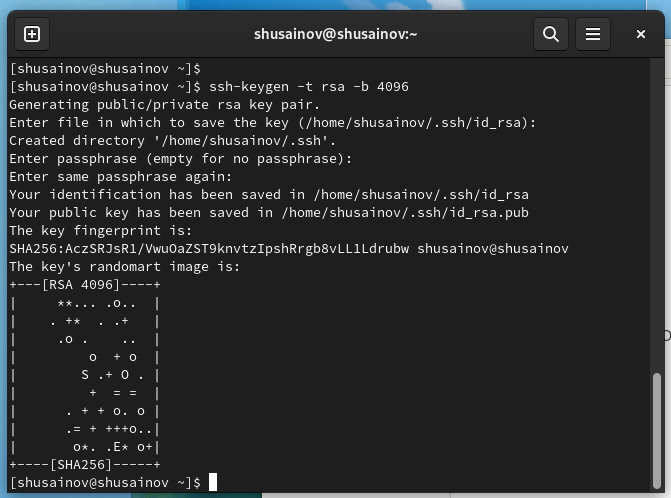 shusainov@shusainov:~
[shusainov@shusainov ~]$
[shusainov@shusainov ~]$ ssh-keygen -t rsa -b 4096
Generating public/private rsa key pair.
Enter file in which to save the key (/home/shusainov/.ssh/id_rsa):
Created directory '/home/shusainov/.ssh'.
Enter passphrase (empty for no passphrase):
Enter same passphrase again:
Your identification has been saved in /home/shusainov/.ssh/id_rsa
Your public key has been saved in /home/shusainov/.ssh/id_rsa.pub
The key fingerprint is:
SHA256:AczSRJsR1/VwuOaZST9knvtzIpshRrgb8vLL1Ldrubw shusainov@shusainov
The key's randomart image is:
+---[RSA 4096]----+
|     **... .o..  |
|    . +*  . .+   |
|     .o .    ..  |
|         o  + o  |
|        S .+ O . |
|         +  = =  |
|      . + + o. o |
|      .= + +++o..|
|       o*. .E* o+|
+----[SHA256]-----+
[shusainov@shusainov ~]$